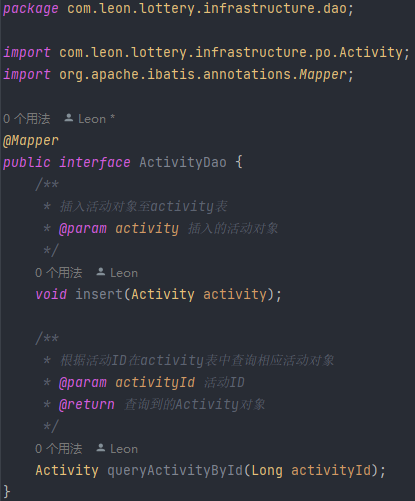 package com.leon.lottery.infrastructure.dao;
import com.leon.lottery.infrastructure.po.Activity;
import org.apache.ibatis.annotations.Mapper;
0 个用法 Leon *
@Mapper
public interface ActivityDao {
/**
* 插入活动对象至activity表
* @param activity 插入的活动对象
*/
0 个用法 Leon
void insert(Activity activity);
/**
* 根据活动ID在activity表中查询相应活动对象
* @param activityId 活动ID
* @return 查询到的Activity对象
*/
0 个用法 Leon
Activity queryActivityById(Long activityId);
}